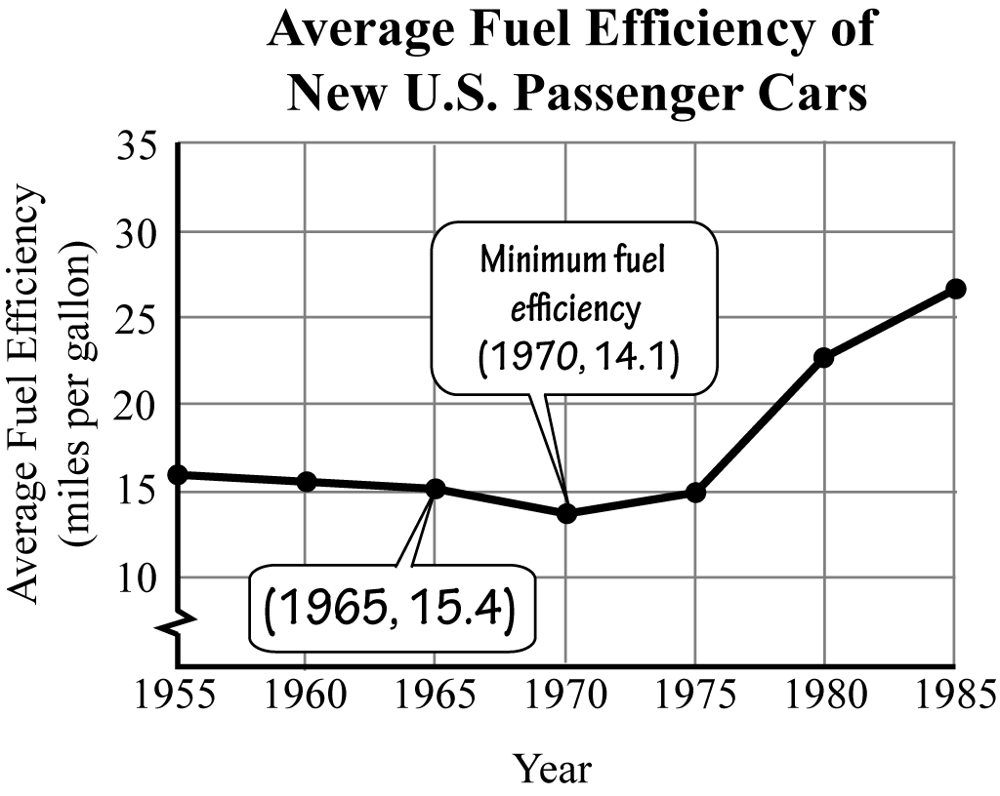 Average Fuel Efficiency of
New U.S. Passenger Cars
Average Fuel Efficiency
(miles per gallon)
35
30
25
20
15
10
Minimum fuel
efficiency
(1970, 14.1)
(1965, 15.4)
1955 1960 1965 1970 1975 1980 1985
Year